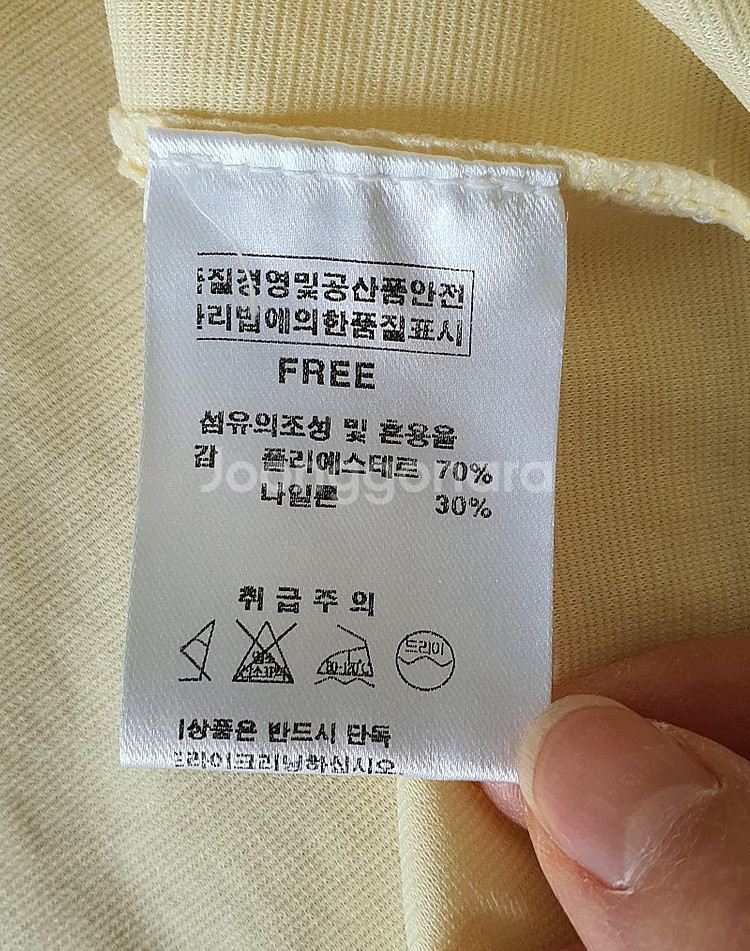 질경영및공산품안전
리법에의한품질표시
FREE
섬유의조성 및 혼용율
감 폴리에스테르 70%
나일론 30%
취급주의
80-120℃
드라이
상품은 반드시 단독
라이크리닝하십시오